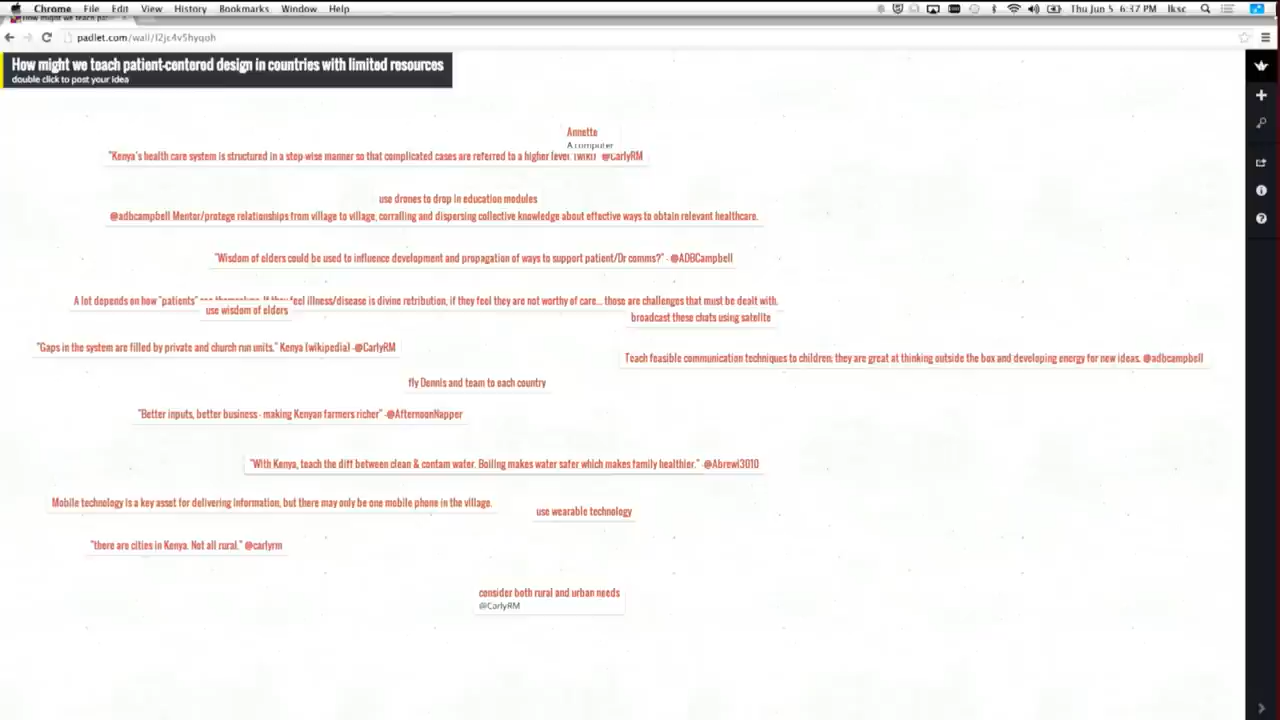 Chrome File Edit View History Bookmarks Window Help Thu Jun 5 6:37 PM lksc
How might we teach pat
padlet.com/wall/l2jc4v5hyqoh
How might we teach patient-centered design in countries with limited resources
double click to post your idea
Annette
A computer
"Kenya's health care system is structured in a step-wise manner so that complicated cases are referred to a higher level. (wiki) -@CarlyRM
use drones to drop in education modules
@adbcampbell Mentor/protege relationships from village to village, corralling and dispersing collective knowledge about effective ways to obtain relevant healthcare.
"Wisdom of elders could be used to influence development and propagation of ways to support patient/Dr comms?" - @ADBCampbell
A lot depends on how "patients" see themselves. If they feel illness/disease is divine retribution, if they feel they are not worthy of care... those are challenges that must be dealt with.
use wisdom of elders
broadcast these chats using satelite
"Gaps in the system are filled by private and church run units." Kenya (wikipedia) -@CarlyRM
Teach feasible communication techniques to children; they are great at thinking outside the box and developing energy for new ideas. @adbcampbell
fly Dennis and team to each country
"Better inputs, better business - making Kenyan farmers richer" -@AfternoonNapper
"With Kenya, teach the diff between clean & contam water. Boiling makes water safer which makes family healthier." -@Abrewi3010
Mobile technology is a key asset for delivering information, but there may only be one mobile phone in the village.
use wearable technology
"there are cities in Kenya. Not all rural." @carlyrm
consider both rural and urban needs
@CarlyRM